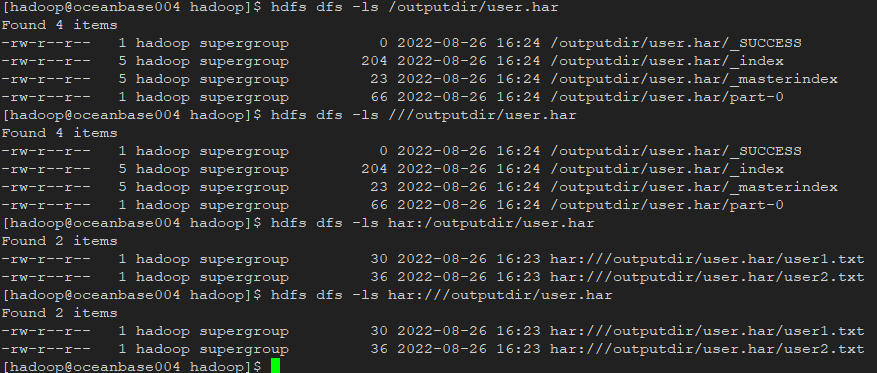 [hadoop@oceanbase004 hadoop]$ hdfs dfs -ls /outputdir/user.har
Found 4 items
-rw-r--r--   1 hadoop supergroup          0 2022-08-26 16:24 /outputdir/user.har/_SUCCESS
-rw-r--r--   5 hadoop supergroup        204 2022-08-26 16:24 /outputdir/user.har/_index
-rw-r--r--   5 hadoop supergroup         23 2022-08-26 16:24 /outputdir/user.har/_masterindex
-rw-r--r--   1 hadoop supergroup         66 2022-08-26 16:24 /outputdir/user.har/part-0
[hadoop@oceanbase004 hadoop]$ hdfs dfs -ls ///outputdir/user.har
Found 4 items
-rw-r--r--   1 hadoop supergroup          0 2022-08-26 16:24 /outputdir/user.har/_SUCCESS
-rw-r--r--   5 hadoop supergroup        204 2022-08-26 16:24 /outputdir/user.har/_index
-rw-r--r--   5 hadoop supergroup         23 2022-08-26 16:24 /outputdir/user.har/_masterindex
-rw-r--r--   1 hadoop supergroup         66 2022-08-26 16:24 /outputdir/user.har/part-0
[hadoop@oceanbase004 hadoop]$ hdfs dfs -ls har:/outputdir/user.har
Found 2 items
-rw-r--r--   1 hadoop supergroup         30 2022-08-26 16:23 har:///outputdir/user.har/user1.txt
-rw-r--r--   1 hadoop supergroup         36 2022-08-26 16:23 har:///outputdir/user.har/user2.txt
[hadoop@oceanbase004 hadoop]$ hdfs dfs -ls har:///outputdir/user.har
Found 2 items
-rw-r--r--   1 hadoop supergroup         30 2022-08-26 16:23 har:///outputdir/user.har/user1.txt
-rw-r--r--   1 hadoop supergroup         36 2022-08-26 16:23 har:///outputdir/user.har/user2.txt
[hadoop@oceanbase004 hadoop]$